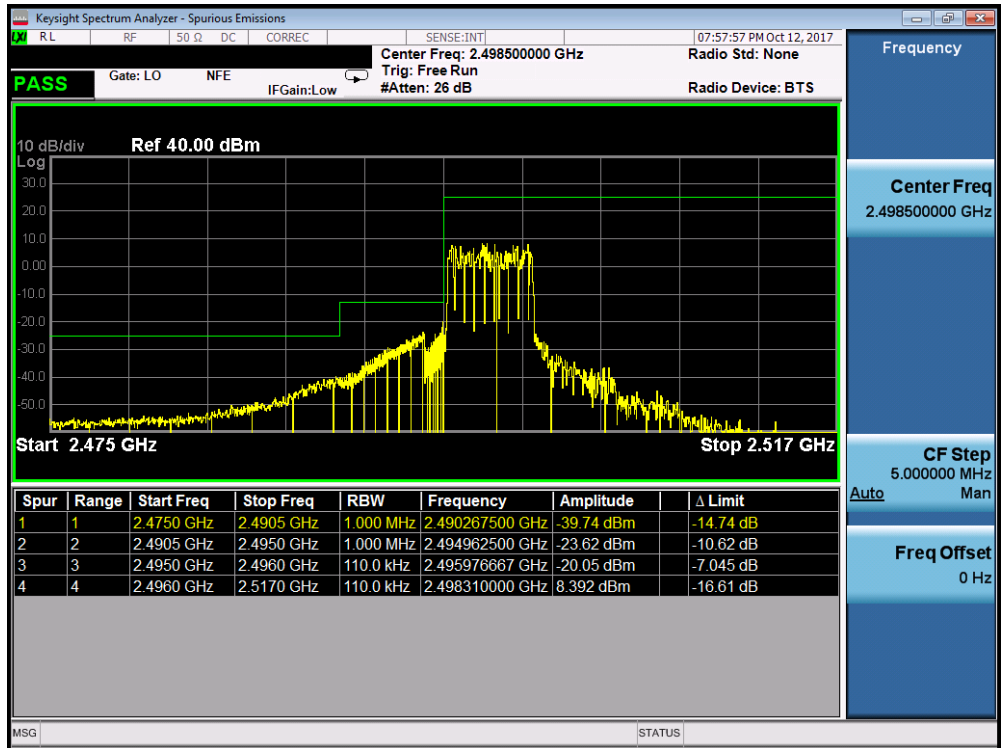 Keysight Spectrum Analyzer - Spurious Emissions
LXI RL RF 50 Ω DC CORREC SENSE:INT 07:57:57 PM Oct 12, 2017
Center Freq: 2.498500000 GHz Radio Std: None
Trig: Free Run
PASS Gate: LO NFE
IFGain:Low #Atten: 26 dB Radio Device: BTS
Frequency
10 dB/div Ref 40.00 dBm
Log
30.0
20.0
10.0
0.00
-10.0
-20.0
-30.0
-40.0
-50.0
Start 2.475 GHz Stop 2.517 GHz
Center Freq
2.498500000 GHz
CF Step
5.000000 MHz
Auto Man
Freq Offset
0 Hz
Spur Range Start Freq Stop Freq RBW Frequency Amplitude Δ Limit
1 1 2.4750 GHz 2.4905 GHz 1.000 MHz 2.490267500 GHz -39.74 dBm -14.74 dB
2 2 2.4905 GHz 2.4950 GHz 1.000 MHz 2.494962500 GHz -23.62 dBm -10.62 dB
3 3 2.4950 GHz 2.4960 GHz 110.0 kHz 2.495976667 GHz -20.05 dBm -7.045 dB
4 4 2.4960 GHz 2.5170 GHz 110.0 kHz 2.498310000 GHz 8.392 dBm -16.61 dB
MSG STATUS